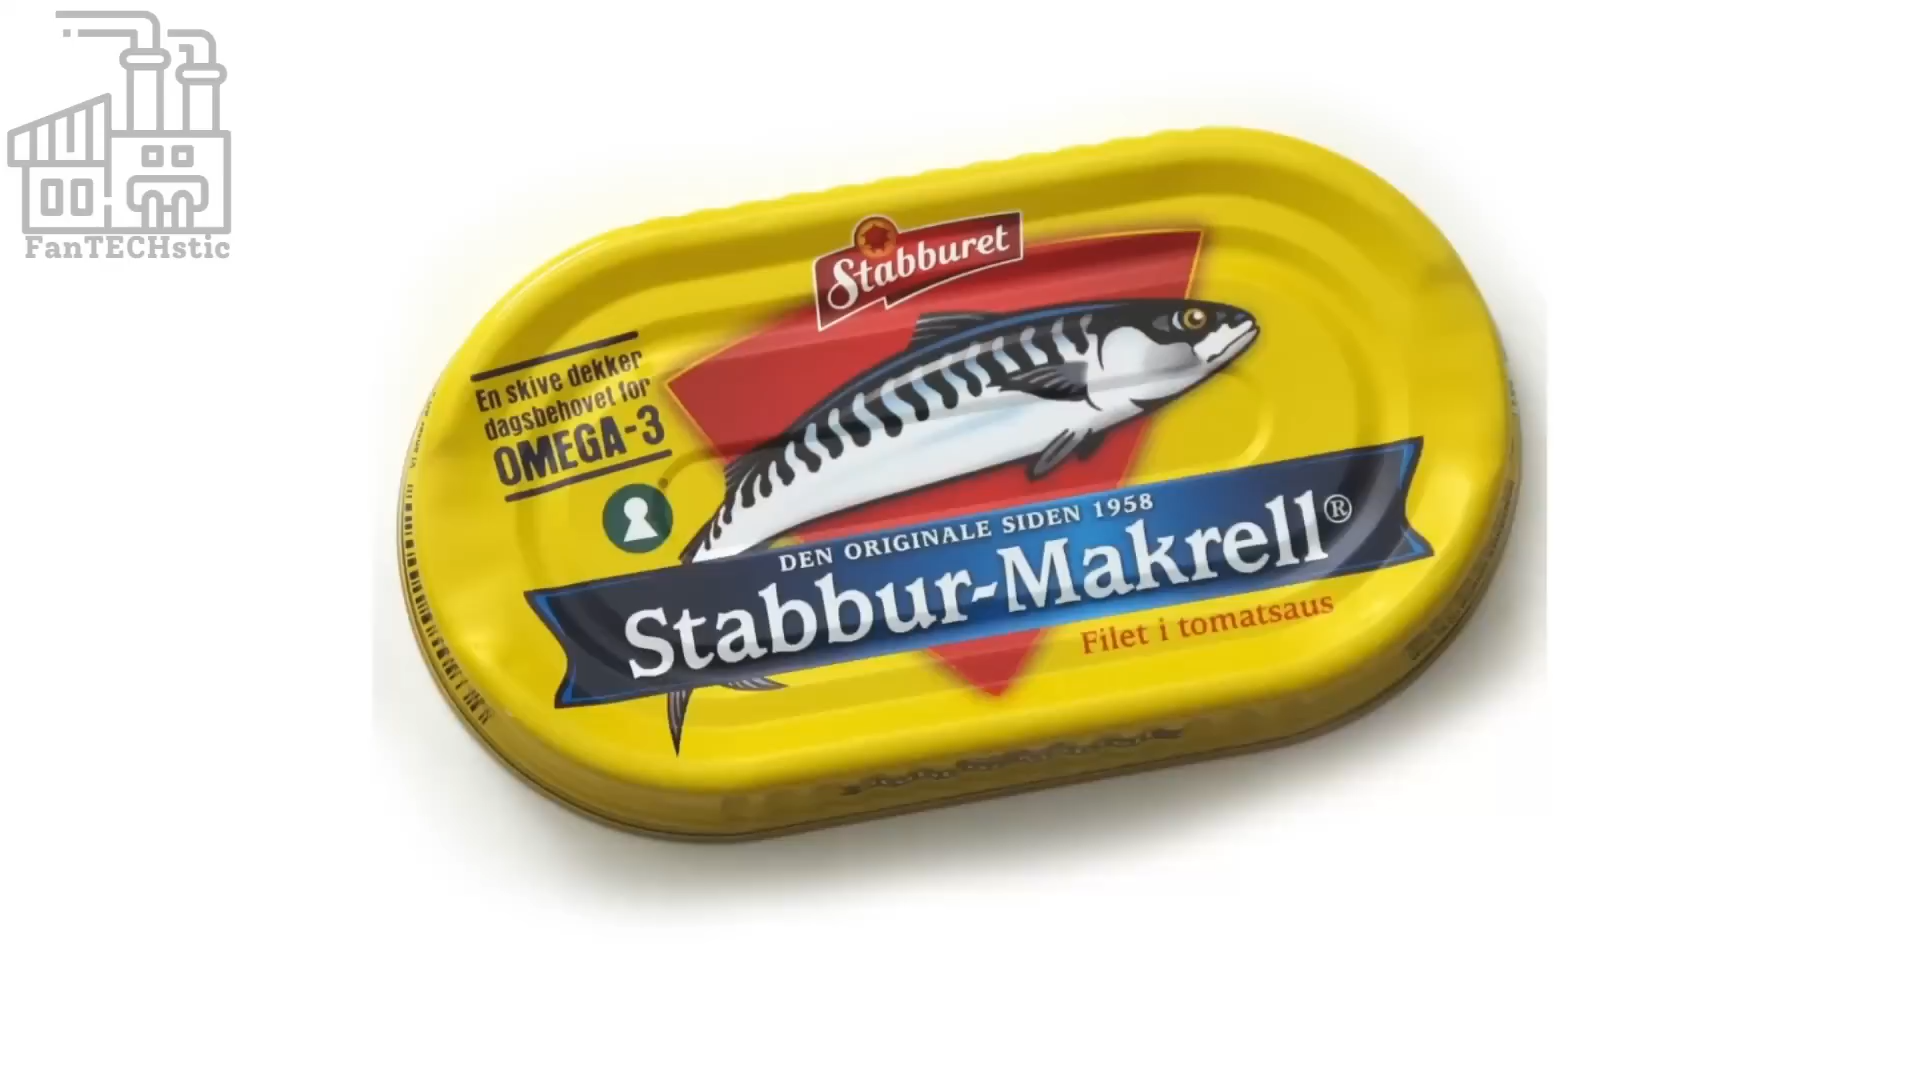 FanTECHstic
Stabburet
En skive dekker
dagsbehovet for
OMEGA-3
DEN ORIGINALE SIDEN 1958
Stabbur-Makrell®
Filet i tomatsaus